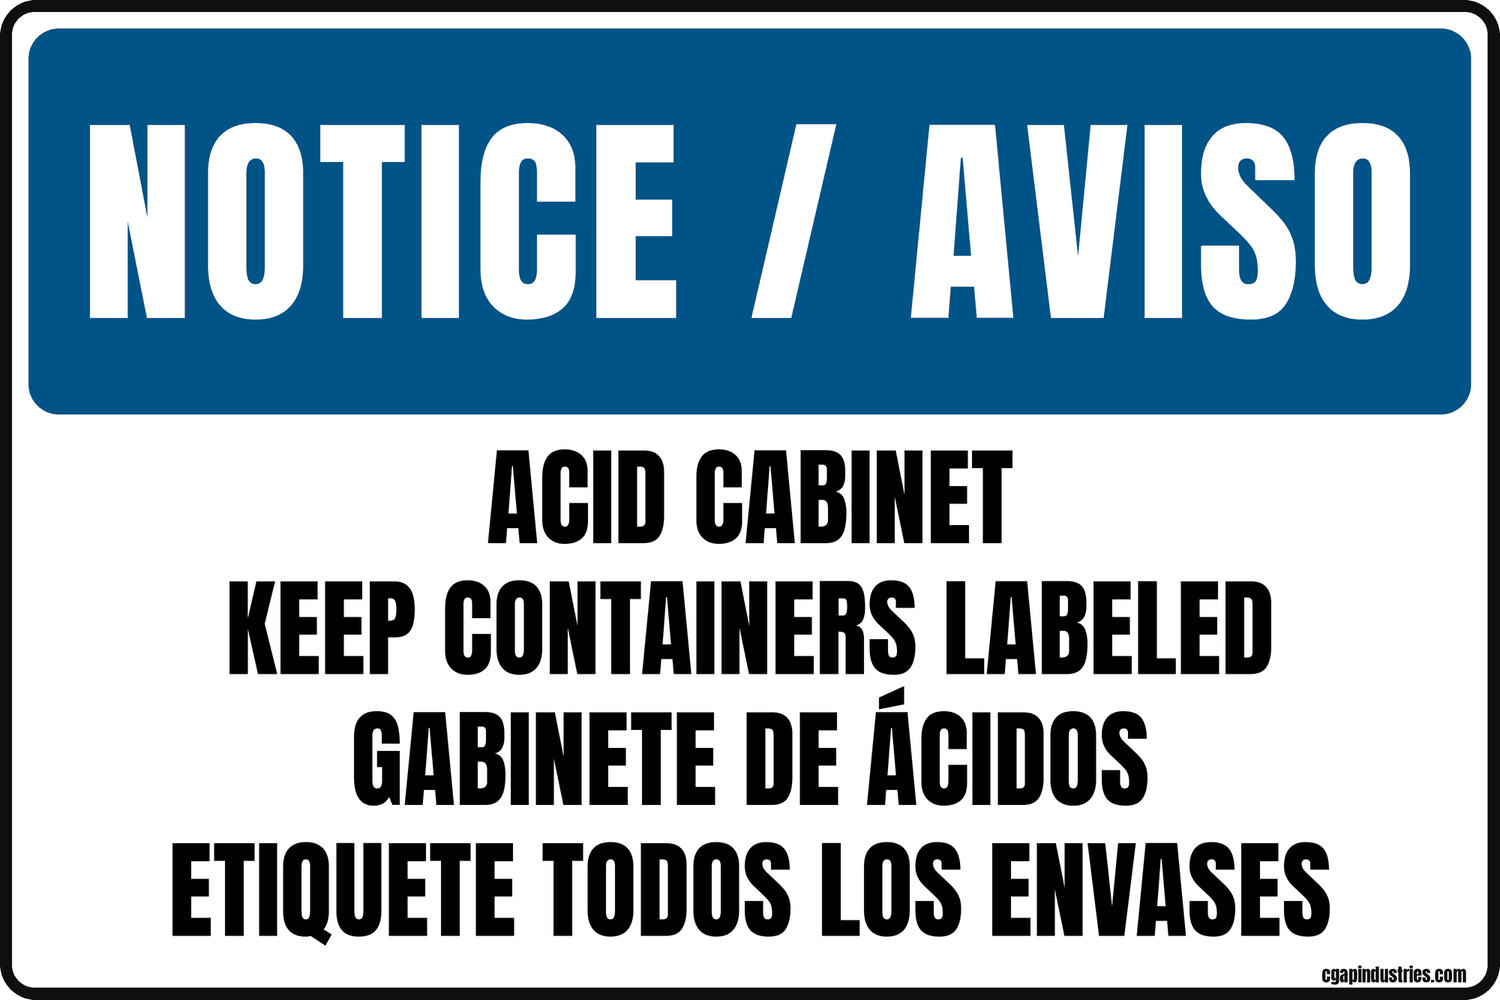 NOTICE / AVISO
ACID CABINET
KEEP CONTAINERS LABELED
GABINETE DE ÁCIDOS
ETIQUETE TODOS LOS ENVASES
cgapindustries.com